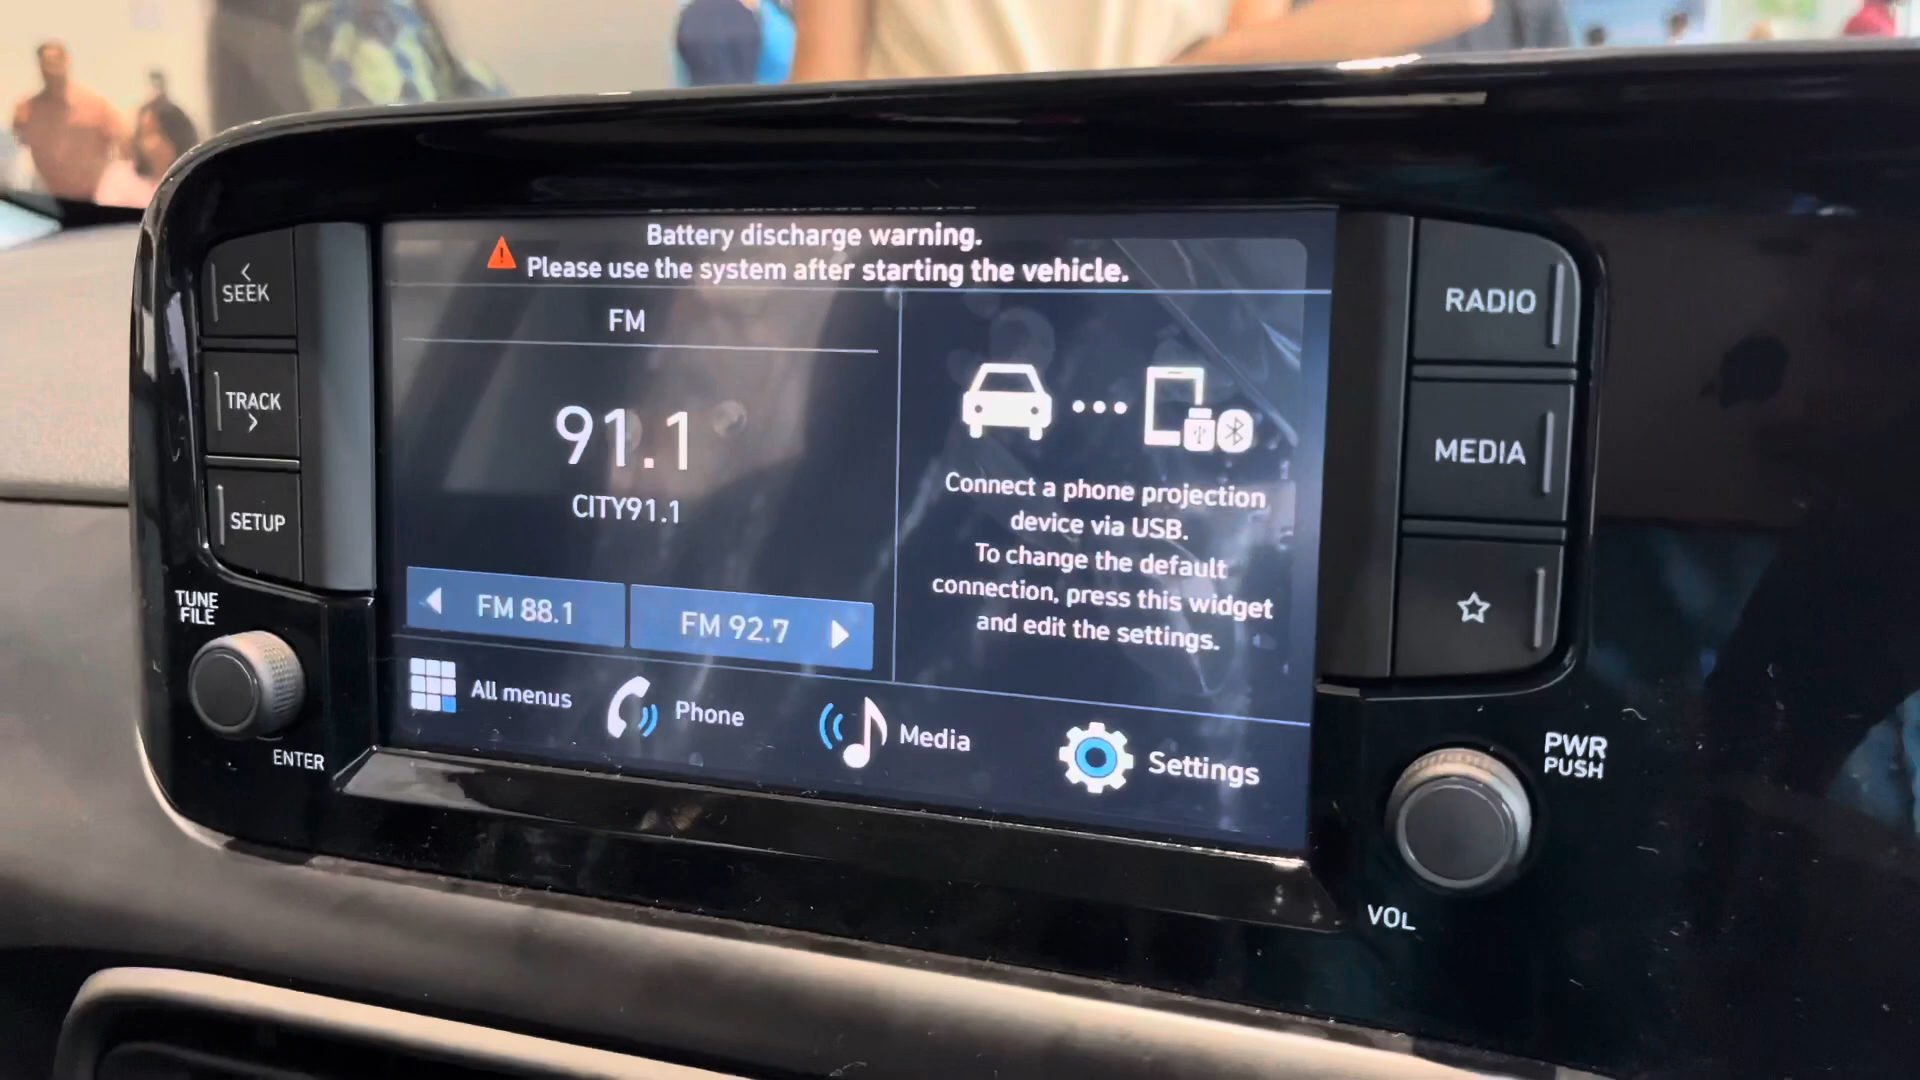 Battery discharge warning.
Please use the system after starting the vehicle.
SEEK
TRACK
SETUP
TUNE
FILE
ENTER
FM
91.1
CITY91.1
FM 88.1
FM 92.7
Connect a phone projection
device via USB.
To change the default
connection, press this widget
and edit the settings.
All menus
Phone
Media
Settings
RADIO
MEDIA
PWR
PUSH
VOL